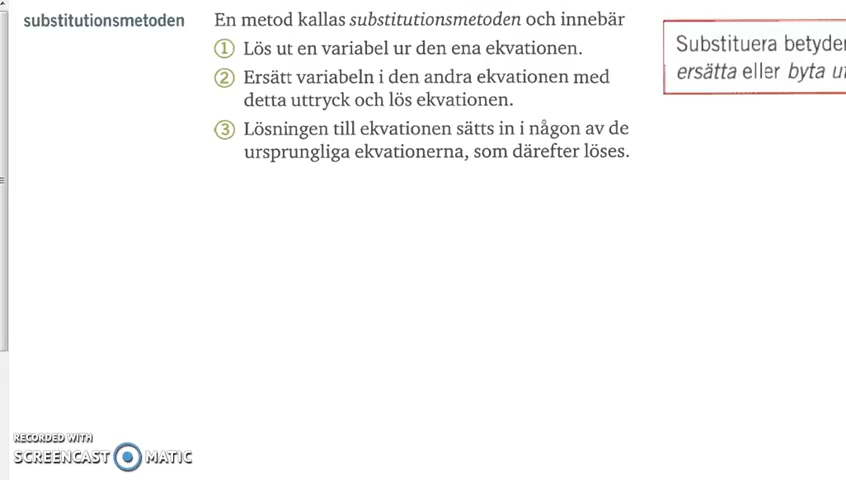 substitutionsmetoden
En metod kallas substitutionsmetoden och innebär
① Lös ut en variabel ur den ena ekvationen.
② Ersätt variabeln i den andra ekvationen med
detta uttryck och lös ekvationen.
③ Lösningen till ekvationen sätts in i någon av de
ursprungliga ekvationerna, som därefter löses.
Substituera betyder
ersätta eller byta ut
RECORDED WITH
SCREENCAST MATIC